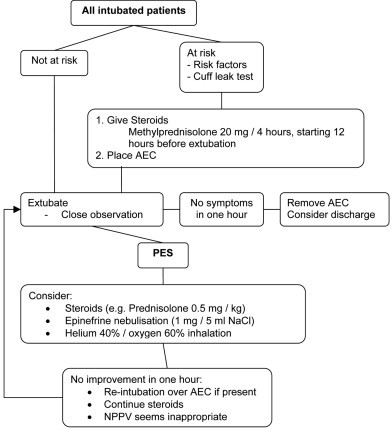 All intubated patients
Not at risk
At risk
- Risk factors
- Cuff leak test
1. Give Steroids
Methylprednisolone 20 mg / 4 hours, starting 12
hours before extubation
2. Place AEC
Extubate
- Close observation
No symptoms
in one hour
Remove AEC
Consider discharge
PES
Consider:
• Steroids (e.g. Prednisolone 0.5 mg / kg)
• Epinefrine nebulisation (1 mg / 5 ml NaCl)
• Helium 40% / oxygen 60% inhalation
No improvement in one hour:
• Re-intubation over AEC if present
• Continue steroids
• NPPV seems inappropriate